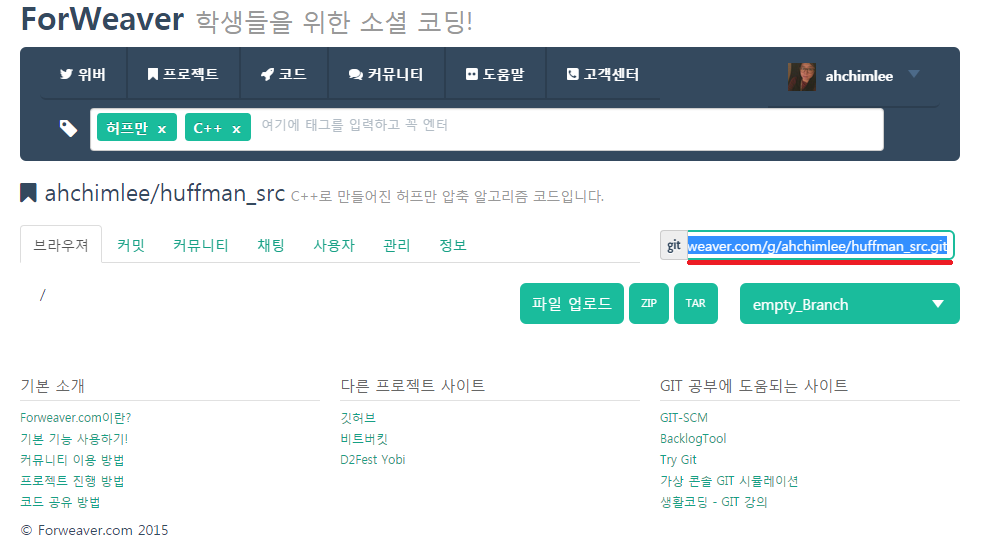 ForWeaver 학생들을 위한 소셜 코딩!
위버 프로젝트 코드 커뮤니티 도움말 고객센터 ahchimlee
허프만 x C++ x 여기에 태그를 입력하고 꼭 엔터
ahchimlee/huffman_src C++로 만들어진 허프만 압축 알고리즘 코드입니다.
브라우져 커밋 커뮤니티 채팅 사용자 관리 정보 git weaver.com/g/ahchimlee/huffman_src.git
/ 파일 업로드 ZIP TAR empty_Branch
기본 소개 다른 프로젝트 사이트 GIT 공부에 도움되는 사이트
Forweaver.com이란? 깃허브 GIT-SCM
기본 기능 사용하기! 비트버킷 BacklogTool
커뮤니티 이용 방법 D2Fest Yobi Try Git
프로젝트 진행 방법 가상 콘솔 GIT 시뮬레이션
코드 공유 방법 생활코딩 - GIT 강의
© Forweaver.com 2015